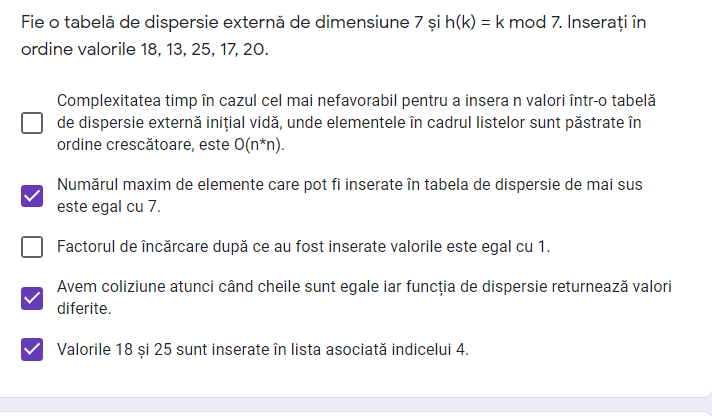 Fie o tabelă de dispersie externă de dimensiune 7 și h(k) = k mod 7. Inserați în
ordine valorile 18, 13, 25, 17, 20.
Complexitatea timp în cazul cel mai nefavorabil pentru a insera n valori într-o tabelă
de dispersie externă inițial vidă, unde elementele în cadrul listelor sunt păstrate în
ordine crescătoare, este O(n*n).
Numărul maxim de elemente care pot fi inserate în tabela de dispersie de mai sus
este egal cu 7.
Factorul de încărcare după ce au fost inserate valorile este egal cu 1.
Avem coliziune atunci când cheile sunt egale iar funcția de dispersie returnează valori
diferite.
Valorile 18 și 25 sunt inserate în lista asociată indicelui 4.